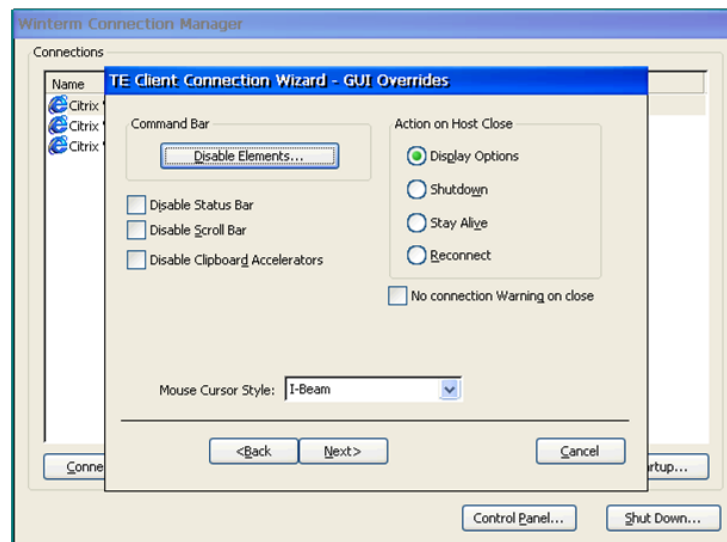 Winterm Connection Manager
Connections
Name
Citrix
Citrix
Citrix
TE Client Connection Wizard - GUI Overrides
Command Bar
Disable Elements...
Disable Status Bar
Disable Scroll Bar
Disable Clipboard Accelerators
Action on Host Close
Display Options
Shutdown
Stay Alive
Reconnect
No connection Warning on close
Mouse Cursor Style: I-Beam
<Back Next> Cancel
Conne
rtup...
Control Panel... Shut Down...